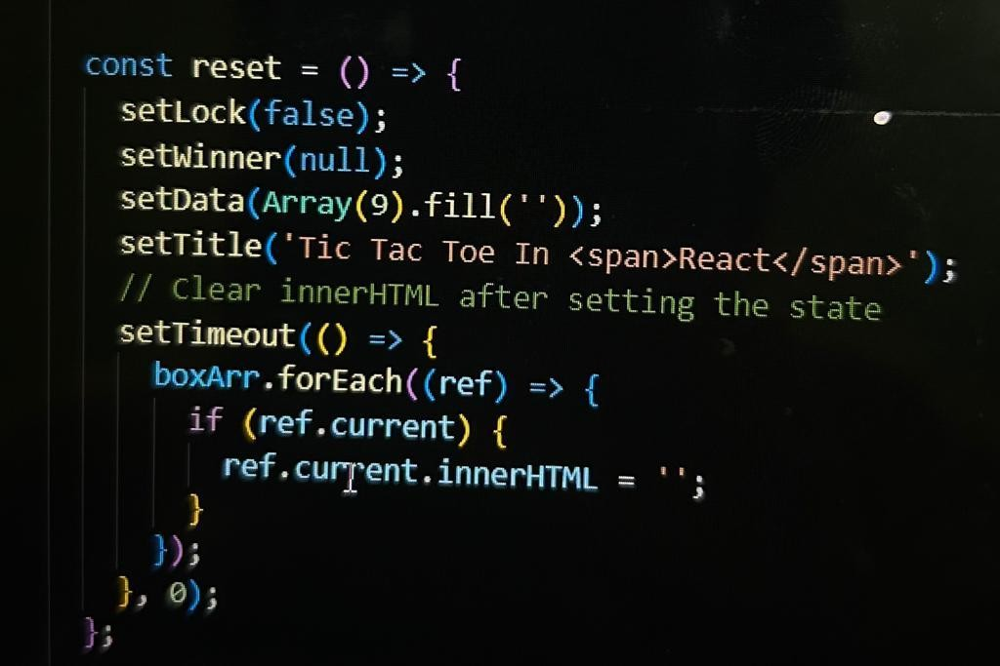 const reset = () => {
setLock(false);
setWinner(null);
setData(Array(9).fill(''));
setTitle('Tic Tac Toe In <span>React</span>');
// Clear innerHTML after setting the state
setTimeout(() => {
boxArr.forEach((ref) => {
if (ref.current) {
ref.current.innerHTML = '';
}
});
}, 0);
};